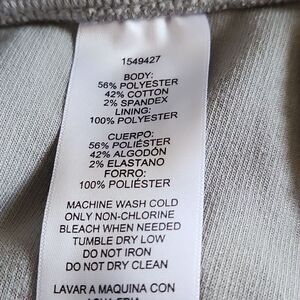 1549427
BODY:
56% POLYESTER
42% COTTON
2% SPANDEX
LINING:
100% POLYESTER
CUERPO:
56% POLIÉSTER
42% ALGODÓN
2% ELASTANO
FORRO:
100% POLIÉSTER
MACHINE WASH COLD
ONLY NON-CHLORINE
BLEACH WHEN NEEDED
TUMBLE DRY LOW
DO NOT IRON
DO NOT DRY CLEAN
LAVAR A MAQUINA CON